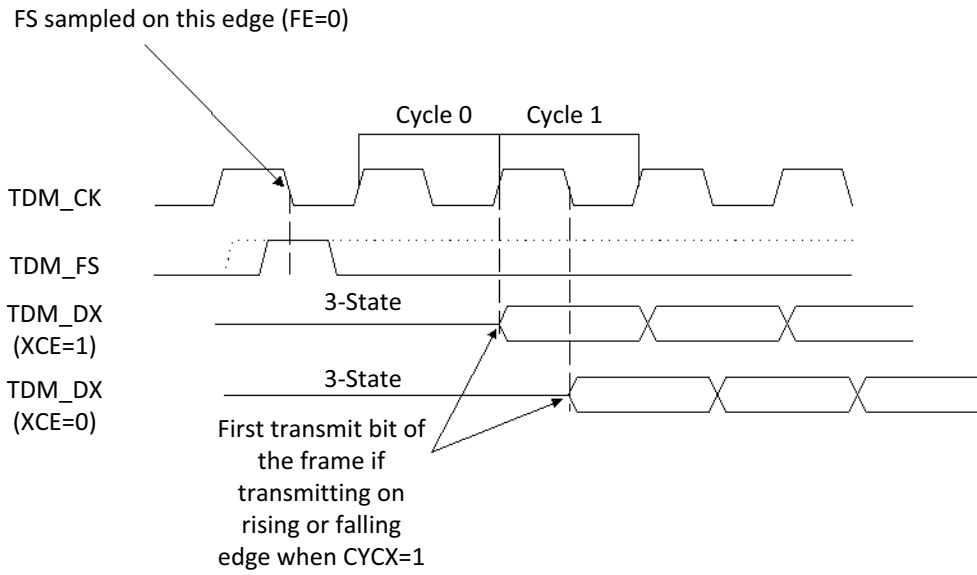 FS sampled on this edge (FE=0)
Cycle 0
Cycle 1
TDM_CK
TDM_FS
TDM_DX
(XCE=1)
3-State
TDM_DX
(XCE=0)
3-State
First transmit bit of
the frame if
transmitting on
rising or falling
edge when CYCX=1